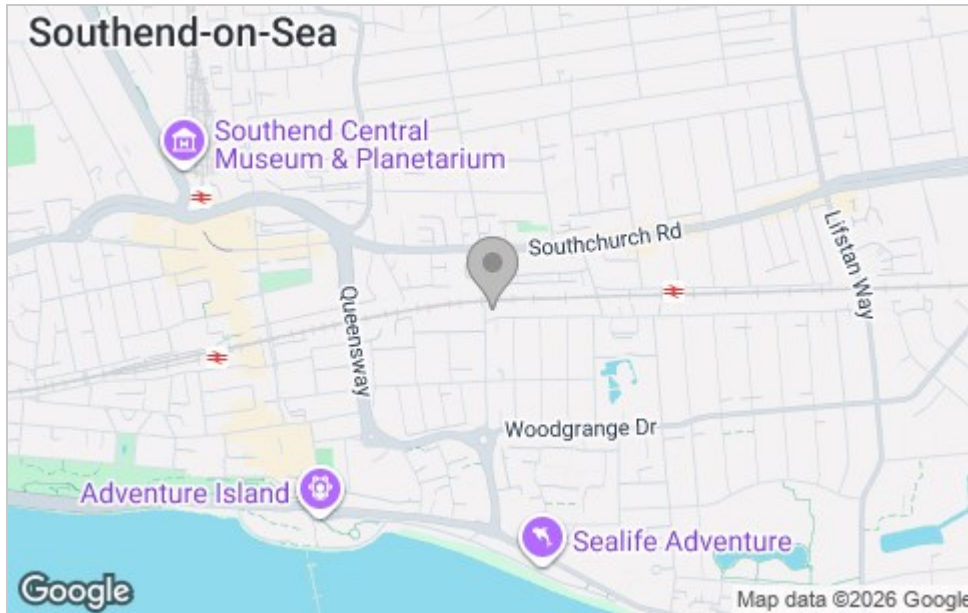 Southend-on-Sea
Southend Central
Museum & Planetarium
Southchurch Rd
Lifstan Way
Queensway
Woodgrange Dr
Adventure Island
Sealife Adventure
Google
Map data ©2026 Google